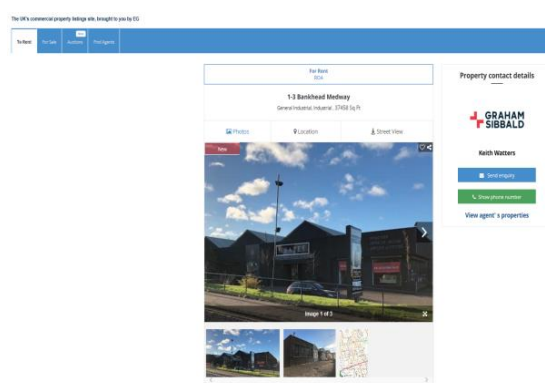 The UK's commercial property listings site, brought to you by EG
To Rent
For Sale
Auctions
Find Agents
For Rent
1-3 Bankhead Medway
General Industrial, Industrial , 37458 Sq Ft
Photos
Location
Street View
New
Image 1 of 3
Property contact details
GRAHAM
SIBBALD
Keith Watters
Send enquiry
Show phone number
View agent' s properties